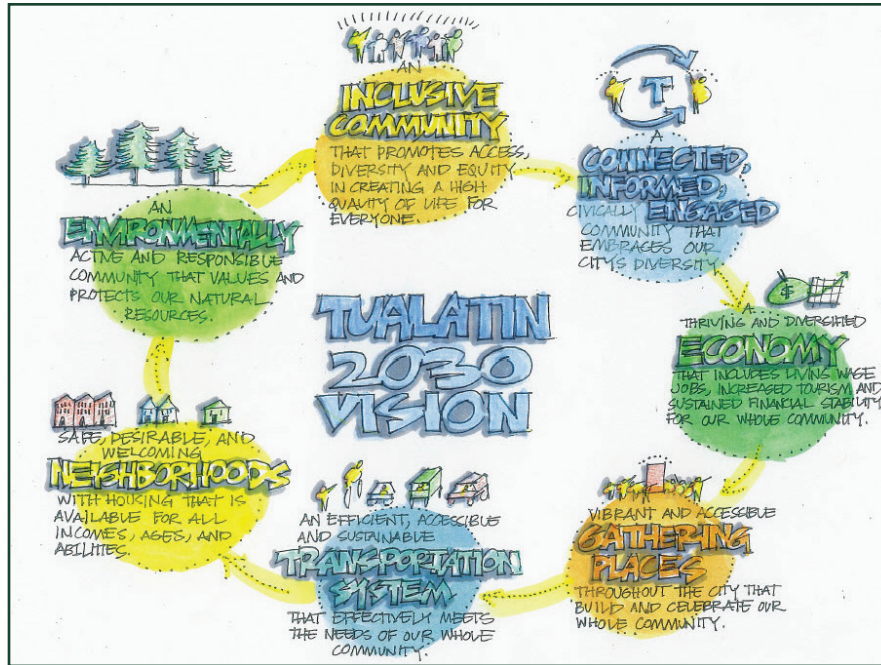 AN
INCLUSIVE
COMMUNITY
THAT PROMOTES ACCESS,
DIVERSITY AND EQUITY
IN CREATING A HIGH
QUALITY OF LIFE FOR
EVERYONE.
T
A
CONNECTED,
INFORMED,
CIVICALLY ENGAGED
COMMUNITY THAT
EMBRACES OUR
CITY'S DIVERSITY.
$
A
THRIVING AND DIVERSIFIED
ECONOMY
THAT INCLUDES LIVING WAGE
JOBS, INCREASED TOURISM AND
SUSTAINED FINANCIAL STABILITY
FOR OUR WHOLE COMMUNITY.
VIBRANT AND ACCESSIBLE
GATHERING
PLACES
THROUGHOUT THE CITY THAT
BUILD AND CELEBRATE OUR
WHOLE COMMUNITY.
AN EFFICIENT, ACCESSIBLE
AND SUSTAINABLE
TRANSPORTATION
SYSTEM
THAT EFFECTIVELY MEETS
THE NEEDS OF OUR WHOLE
COMMUNITY.
SAFE, DESIRABLE, AND
WELCOMING
NEIGHBORHOODS
WITH HOUSING THAT IS
AVAILABLE FOR ALL
INCOMES, AGES, AND
ABILITIES.
AN
ENVIRONMENTALLY
ACTIVE AND RESPONSIBLE
COMMUNITY THAT VALUES AND
PROTECTS OUR NATURAL
RESOURCES.
TUALATIN
2030
VISION